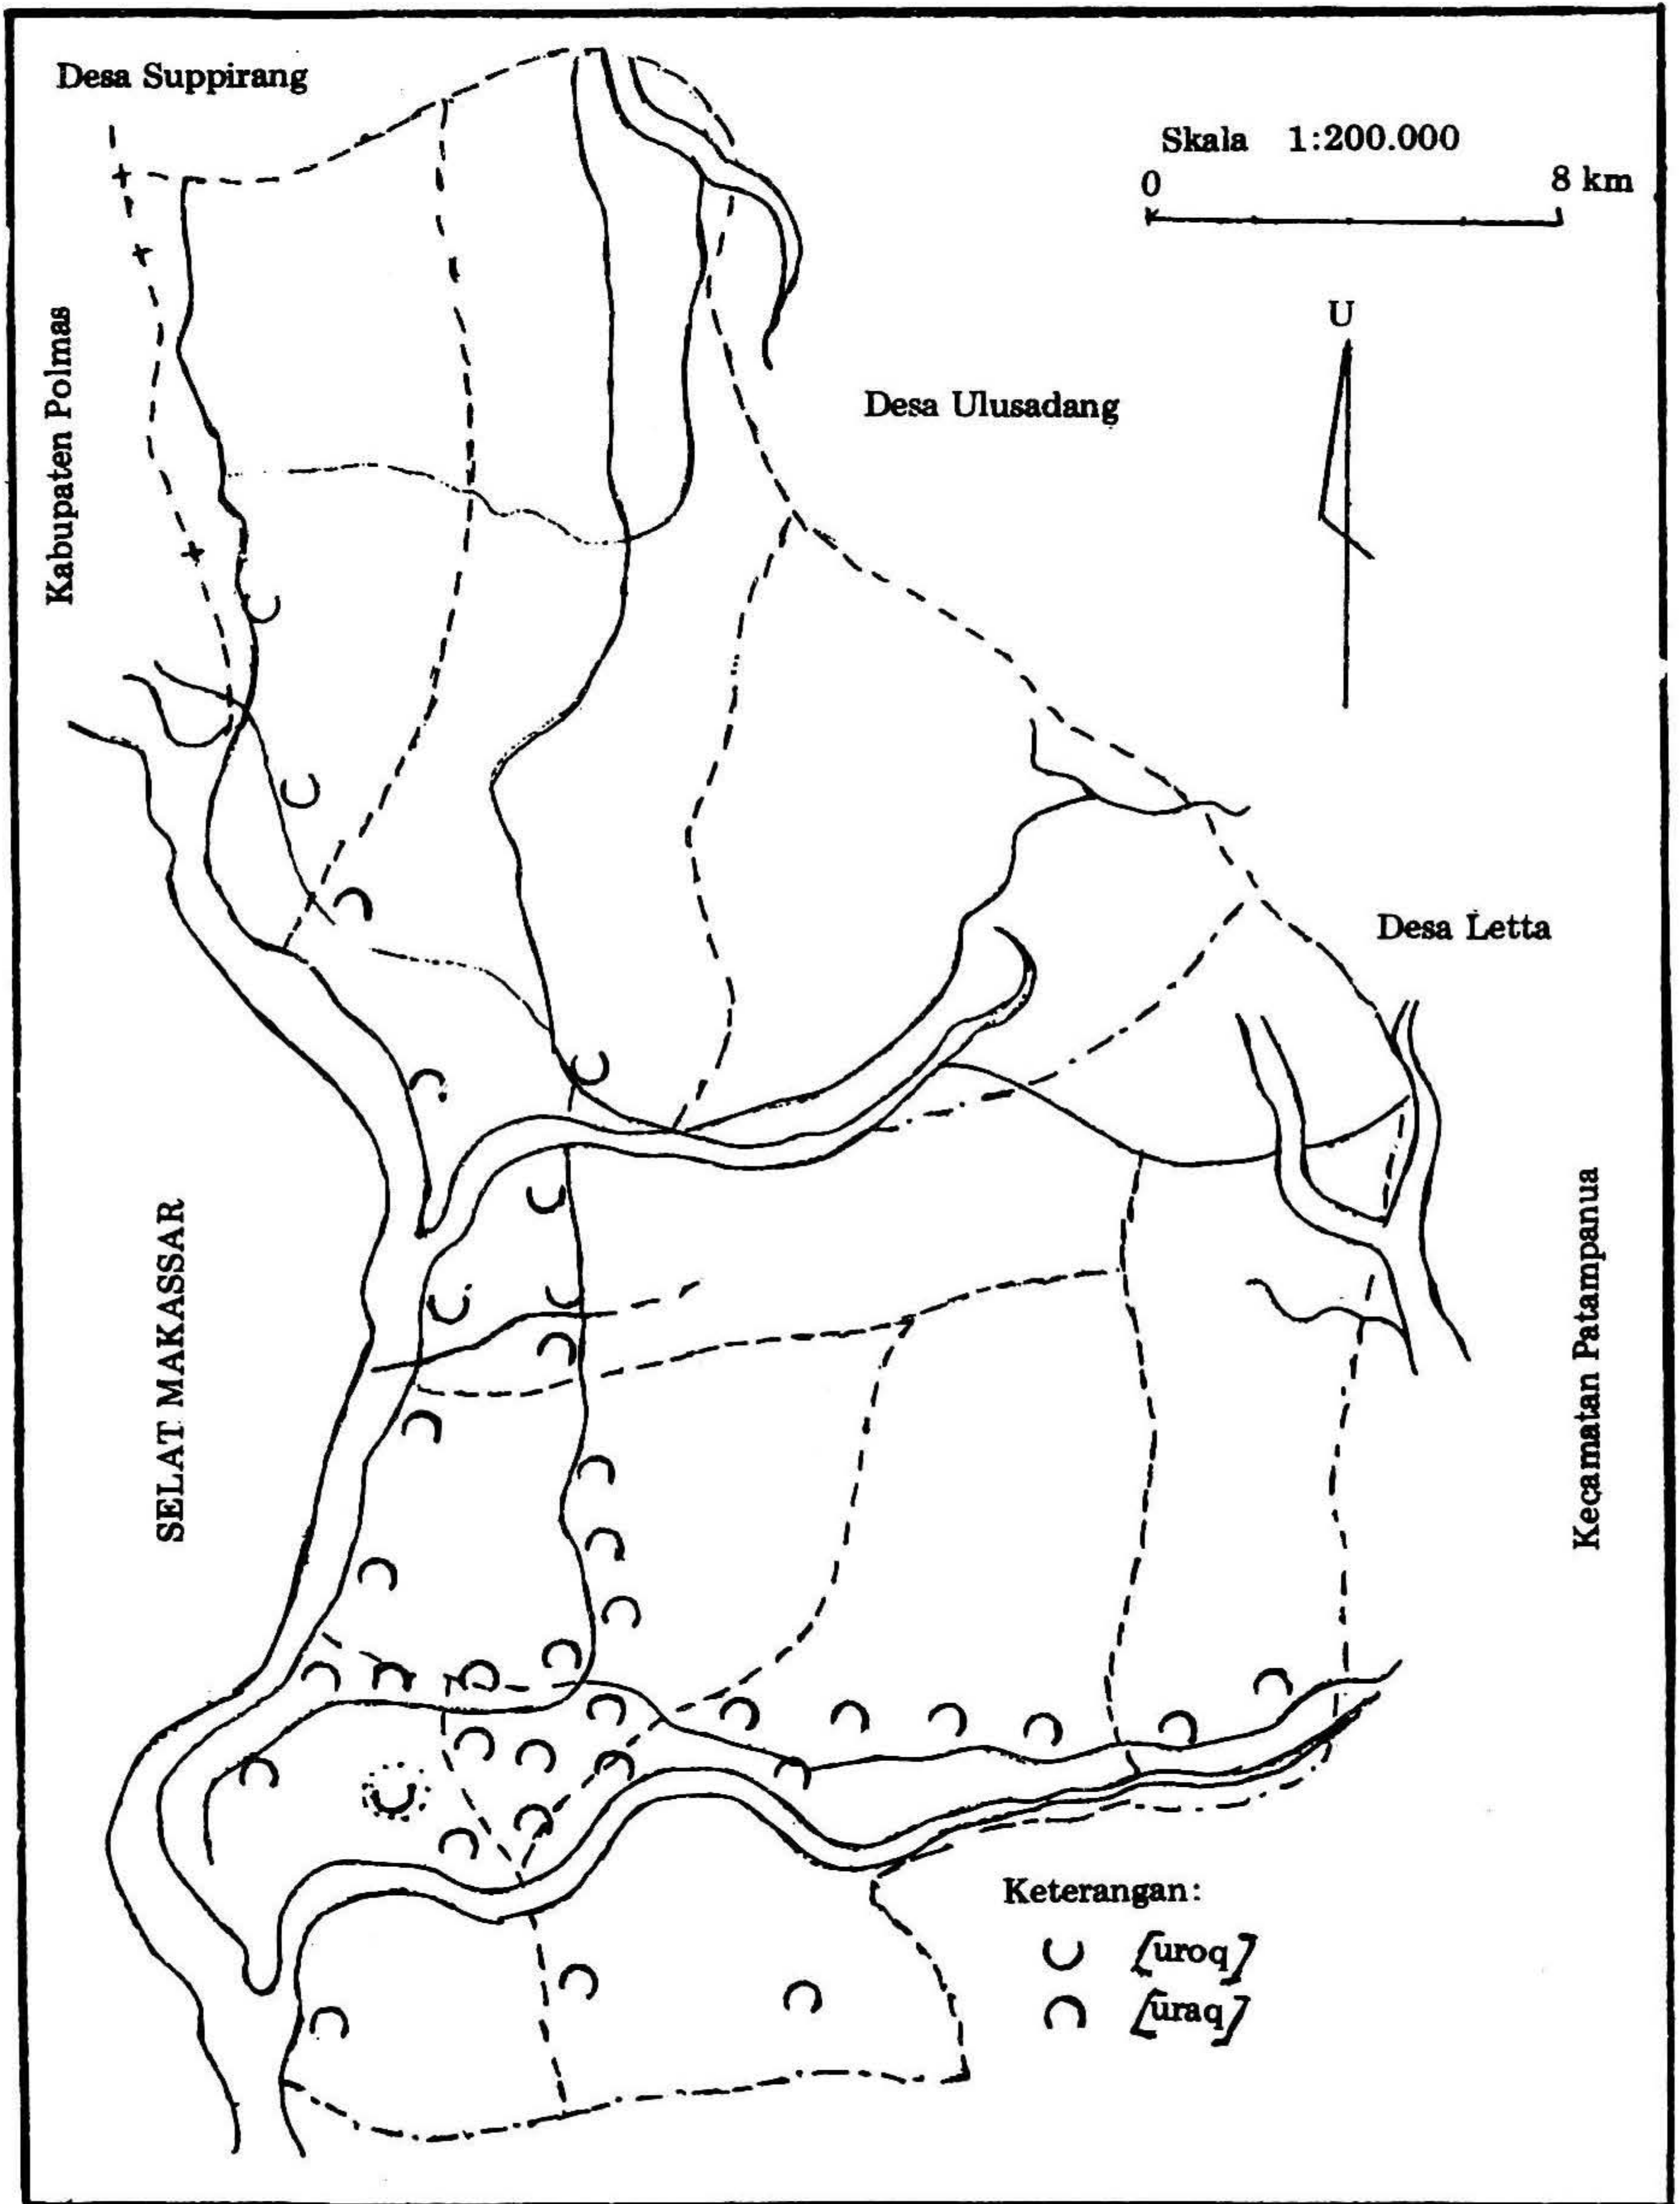 Desa Suppirang
Skala 1:200.000
0 8 km
U
Kabupaten Polmas
Desa Ulusadang
Desa Letta
SELAT MAKASSAR
Kecamatan Patampanua
Keterangan:
[uroq]
[uraq]